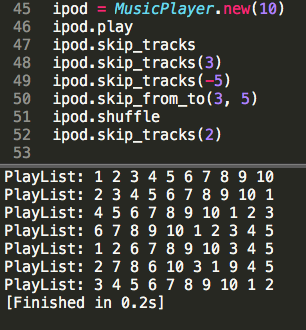 45 ipod = MusicPlayer.new(10)
46 ipod.play
47 ipod.skip_tracks
48 ipod.skip_tracks(3)
49 ipod.skip_tracks(-5)
50 ipod.skip_from_to(3, 5)
51 ipod.shuffle
52 ipod.skip_tracks(2)
53
PlayList: 1 2 3 4 5 6 7 8 9 10
PlayList: 2 3 4 5 6 7 8 9 10 1
PlayList: 4 5 6 7 8 9 10 1 2 3
PlayList: 6 7 8 9 10 1 2 3 4 5
PlayList: 1 2 6 7 8 9 10 3 4 5
PlayList: 2 7 8 6 10 3 1 9 4 5
PlayList: 3 4 5 6 7 8 9 10 1 2
[Finished in 0.2s]